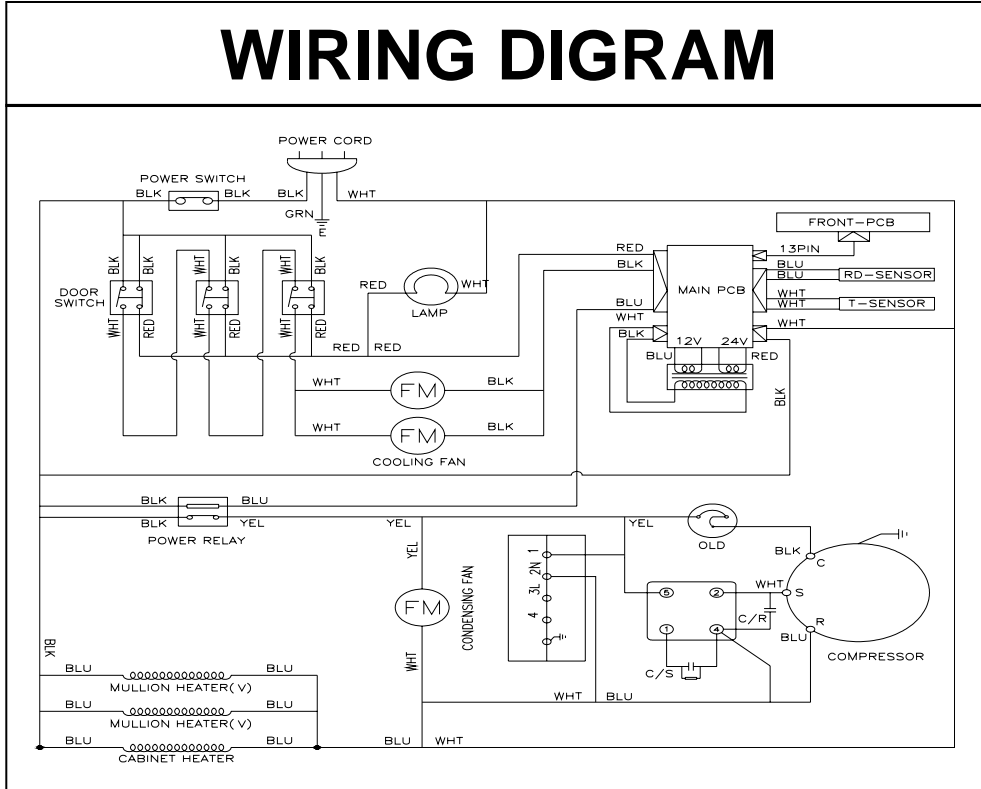 WIRING DIGRAM
POWER CORD
POWER SWITCH
BLK BLK BLK WHT
GRN
E
FRONT-PCB
13PIN
RED
BLK
BLU
BLU
RD-SENSOR
MAIN PCB
WHT
WHT
T-SENSOR
BLU
WHT
BLK
WHT
12V 24V
BLU RED
BLK
DOOR
SWITCH
BLK BLK WHT BLK WHT BLK
WHT RED WHT RED WHT RED
RED WHT
LAMP
RED RED
WHT FM BLK
WHT FM BLK
COOLING FAN
BLK BLU
BLK YEL
POWER RELAY
YEL YEL
OLD
YEL
FM
WHT
CONDENSING FAN
1
2N
3L
4
5 2
1 4
C/R
C/S
BLK
C
WHT S
R
BLU
COMPRESSOR
WHT BLU
BLK
BLU BLU
MULLION HEATER(V)
BLU BLU
MULLION HEATER(V)
BLU BLU BLU WHT
CABINET HEATER